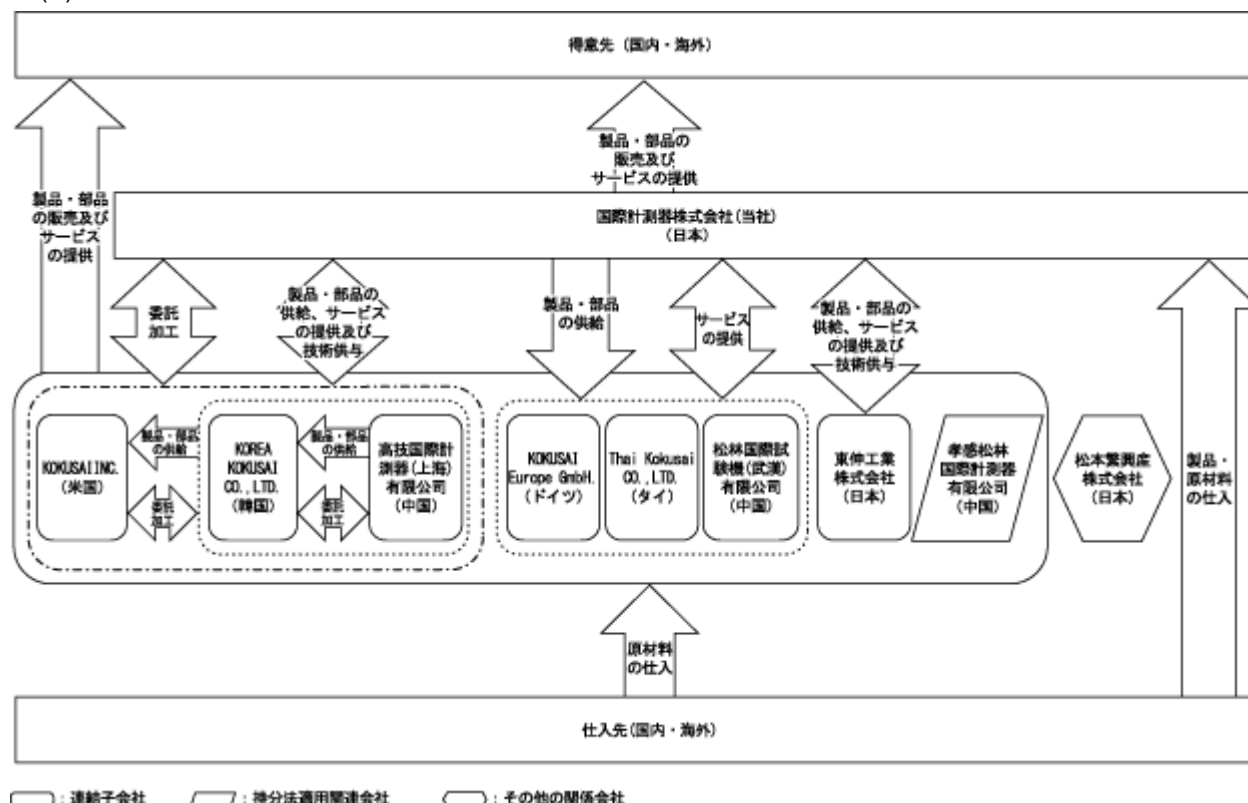 得意先（国内・海外）
製品・部品の
販売及び
サービスの提供
製品・部品
の販売及び
サービス
の提供
国際計測器株式会社(当社)
(日本)
委託
加工
製品・部品の
供給、サービス
の提供及び
技術供与
製品・部品
の供給
サービス
の提供
製品・部品の
供給、サービス
の提供及び
技術供与
KOKUSAI INC.
(米国)
製品・部品
の供給
委託
加工
KOREA
KOKUSAI
CO.,LTD.
(韓国)
製品・部品
の供給
委託
加工
高技国際計
測器(上海)
有限公司
(中国)
KOKUSAI
Europe GmbH.
(ドイツ)
Thai Kokusai
CO.,LTD.
(タイ)
松林国際試
験機(武漢)
有限公司
(中国)
東伸工業
株式会社
(日本)
孝感松林
国際計測器
有限公司
(中国)
松本繁興産
株式会社
(日本)
製品・
原材料
の仕入
原材料
の仕入
仕入先(国内・海外)
：連結子会社
：持分法適用関連会社
：その他の関係会社